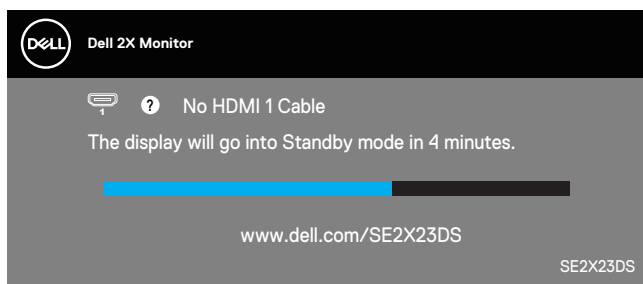 DELL
Dell 2X Monitor
1
? No HDMI 1 Cable
The display will go into Standby mode in 4 minutes.
www.dell.com/SE2X23DS
SE2X23DS